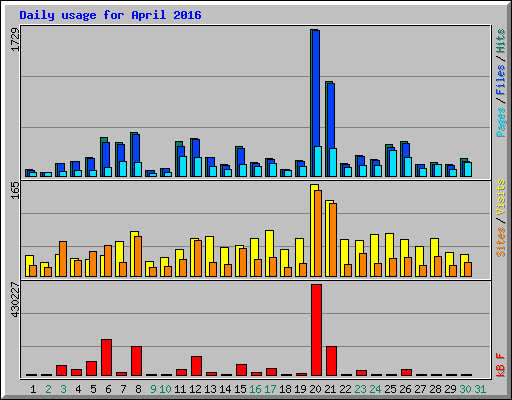 Daily usage for April 2016
1729
Pages / Files / Hits
165
Sites / Visits
430227
kB F
1 2 3 4 5 6 7 8 9 10 11 12 13 14 15 16 17 18 19 20 21 22 23 24 25 26 27 28 29 30 31